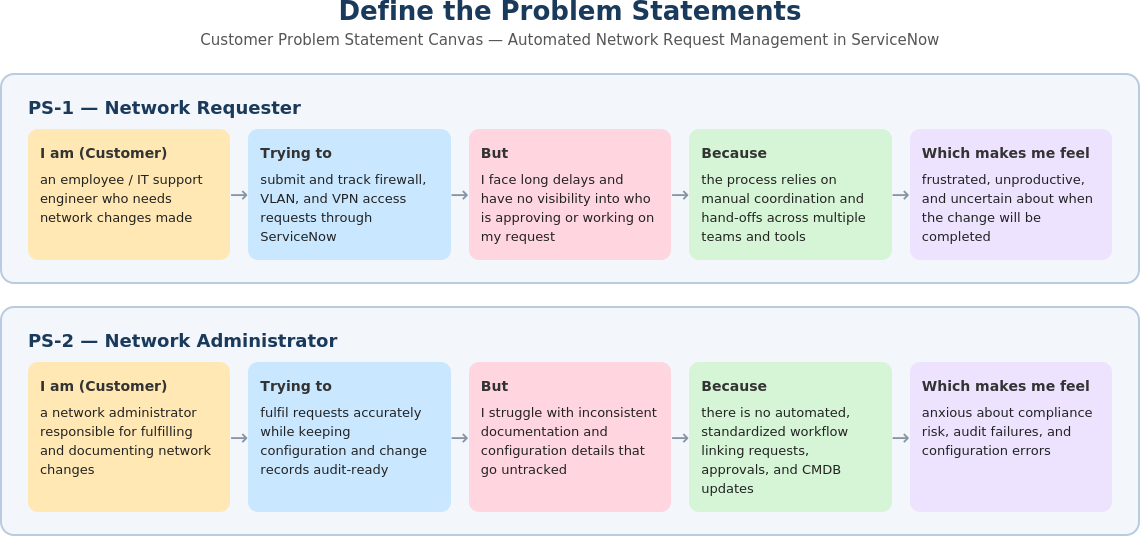 Define the Problem Statements
Customer Problem Statement Canvas — Automated Network Request Management in ServiceNow
PS-1 — Network Requester
I am (Customer)
an employee / IT support
engineer who needs
network changes made
→
Trying to
submit and track firewall,
VLAN, and VPN access
requests through
ServiceNow
→
But
I face long delays and
have no visibility into who
is approving or working on
my request
→
Because
the process relies on
manual coordination and
hand-offs across multiple
teams and tools
→
Which makes me feel
frustrated, unproductive,
and uncertain about when
the change will be
completed
PS-2 — Network Administrator
I am (Customer)
a network administrator
responsible for fulfilling
and documenting network
changes
→
Trying to
fulfil requests accurately
while keeping
configuration and change
records audit-ready
→
But
I struggle with inconsistent
documentation and
configuration details that
go untracked
→
Because
there is no automated,
standardized workflow
linking requests,
approvals, and CMDB
updates
→
Which makes me feel
anxious about compliance
risk, audit failures, and
configuration errors